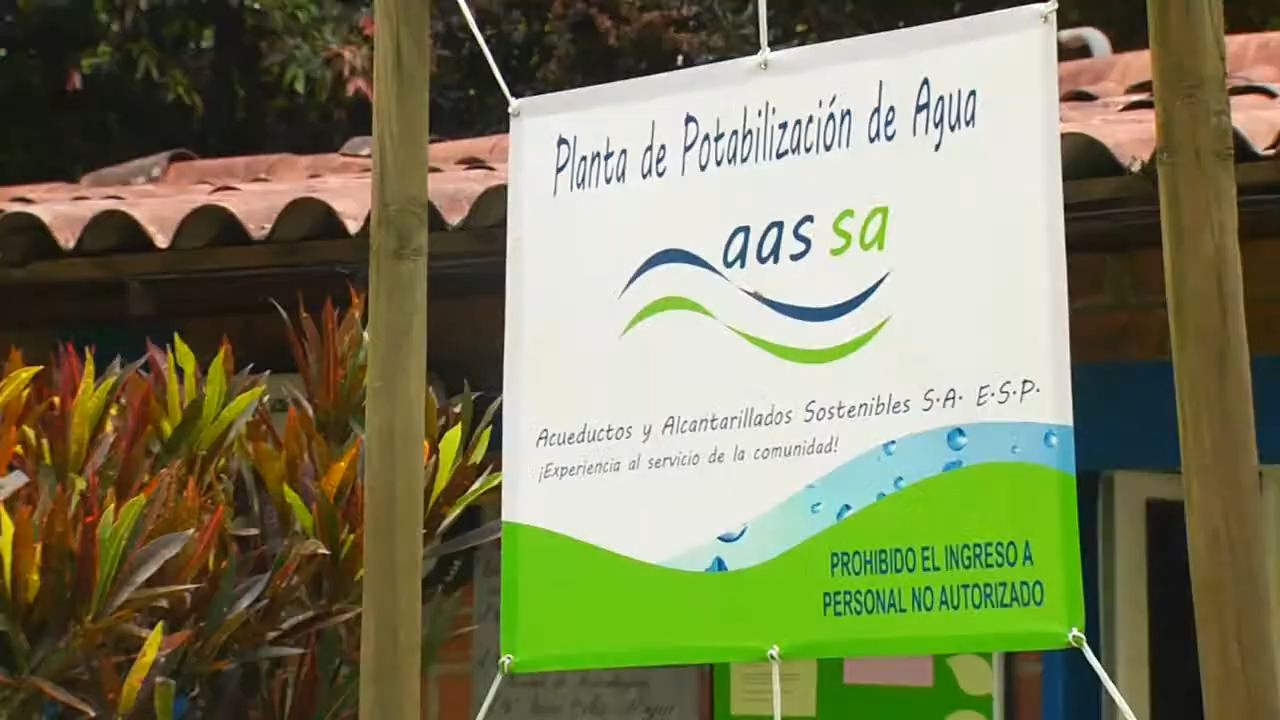 Planta de Potabilización de Agua
aas sa
Acueductos y Alcantarillados Sostenibles S.A. E.S.P.
¡Experiencia al servicio de la comunidad!
PROHIBIDO EL INGRESO A
PERSONAL NO AUTORIZADO